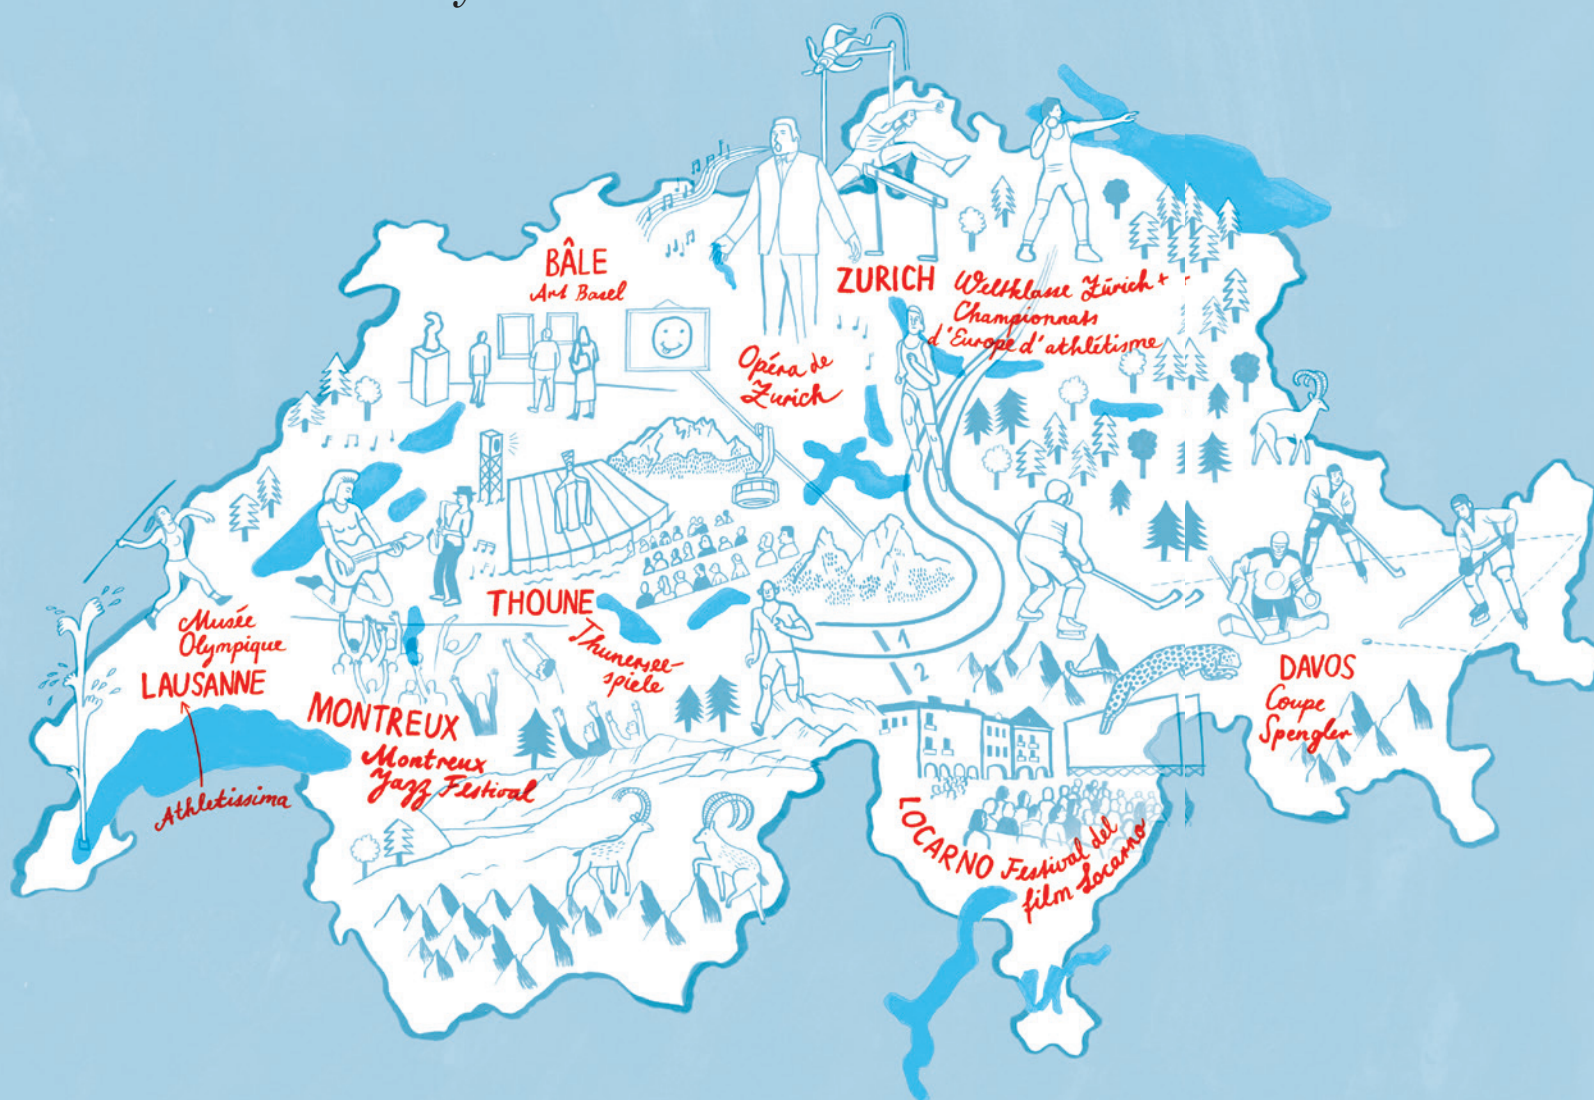 BÂLE
Art Basel
ZURICH
Weltklasse Zürich +
Championnats
d'Europe d'athlétisme
Opéra de
Zurich
THOUNE
Thunersee-
spiele
Musée
Olympique
LAUSANNE
Athletissima
MONTREUX
Montreux
Jazz Festival
1
2
DAVOS
Coupe
Spengler
LOCARNO Festival del
film Locarno